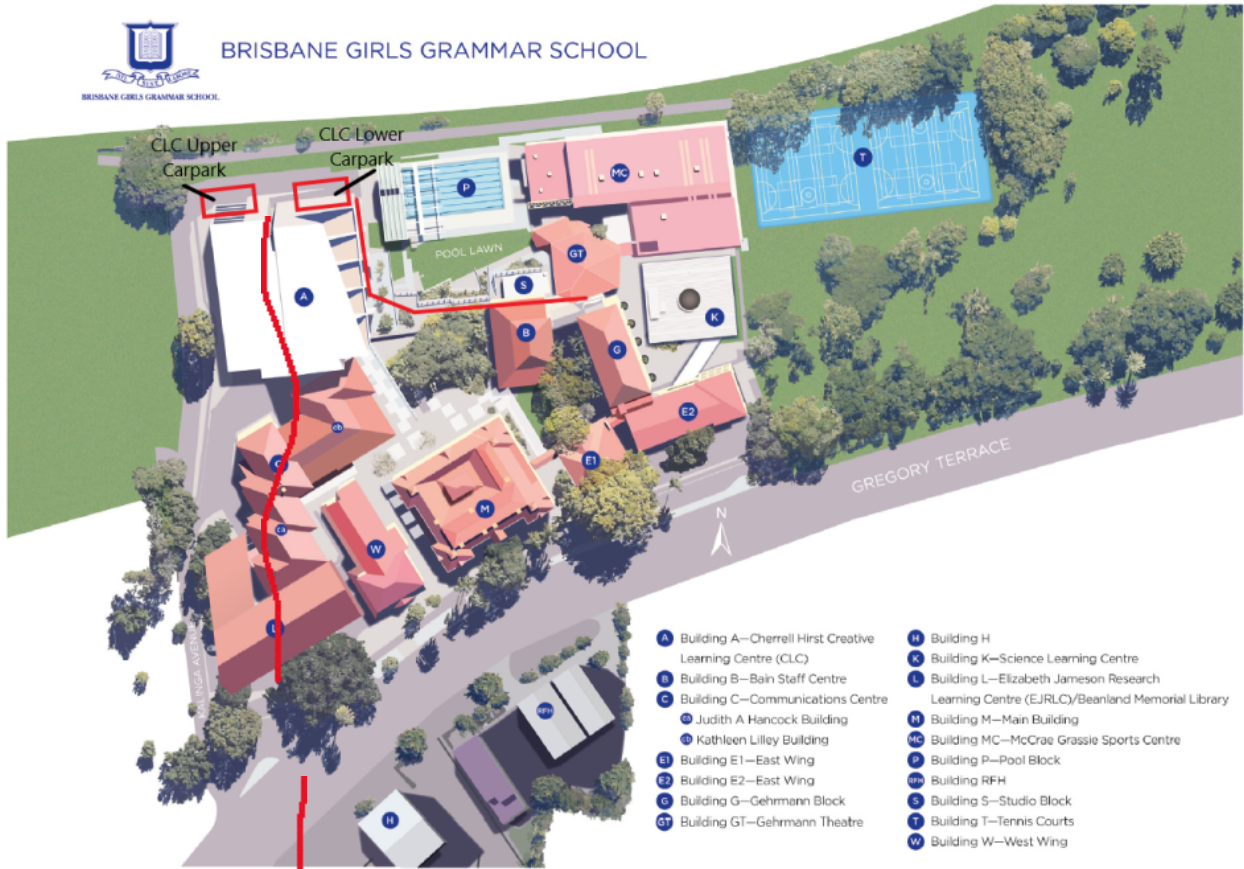 BRISBANE GIRLS GRAMMAR SCHOOL
BRISBANE GIRLS GRAMMAR SCHOOL
CLC Upper
Carpark
CLC Lower
Carpark
P
MC
T
POOL LAWN
GT
S
A
B
K
G
E2
cb
E1
M
ca
W
L
GREGORY TERRACE
N
AVENUE
RFH
H
A Building A—Cherrell Hirst Creative
Learning Centre (CLC)
B Building B—Bain Staff Centre
C Building C—Communications Centre
ca Judith A Hancock Building
cb Kathleen Lilley Building
E1 Building E1—East Wing
E2 Building E2—East Wing
G Building G—Gehrmann Block
GT Building GT—Gehrmann Theatre
H Building H
K Building K—Science Learning Centre
L Building L—Elizabeth Jameson Research
Learning Centre (EJRLC)/Beanland Memorial Library
M Building M—Main Building
MC Building MC—McCrae Grassie Sports Centre
P Building P—Pool Block
RFH Building RFH
S Building S—Studio Block
T Building T—Tennis Courts
W Building W—West Wing